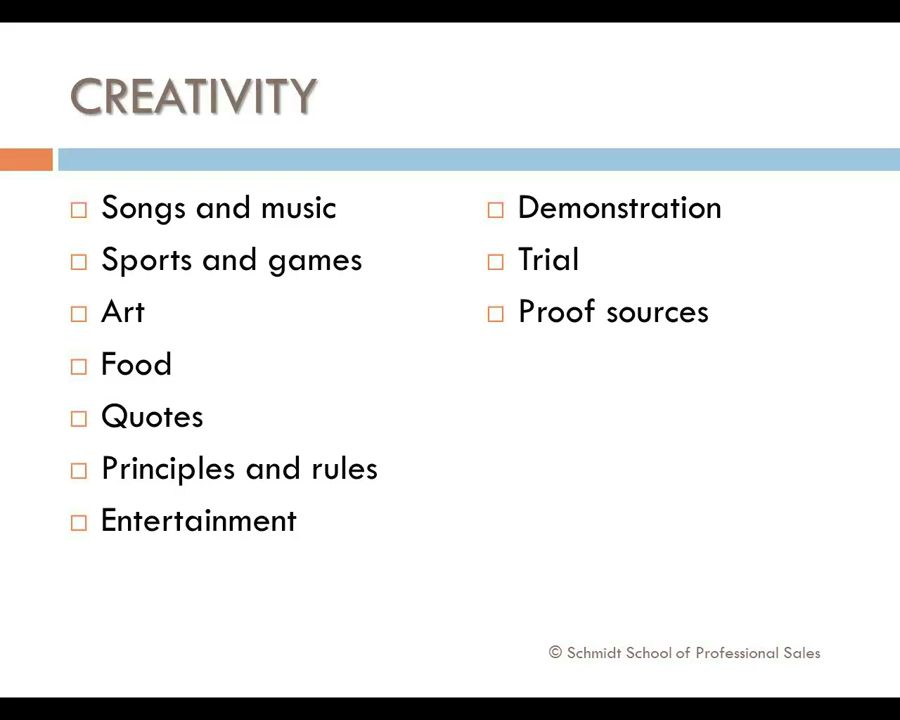 CREATIVITY
Songs and music
Sports and games
Art
Food
Quotes
Principles and rules
Entertainment
Demonstration
Trial
Proof sources
© Schmidt School of Professional Sales